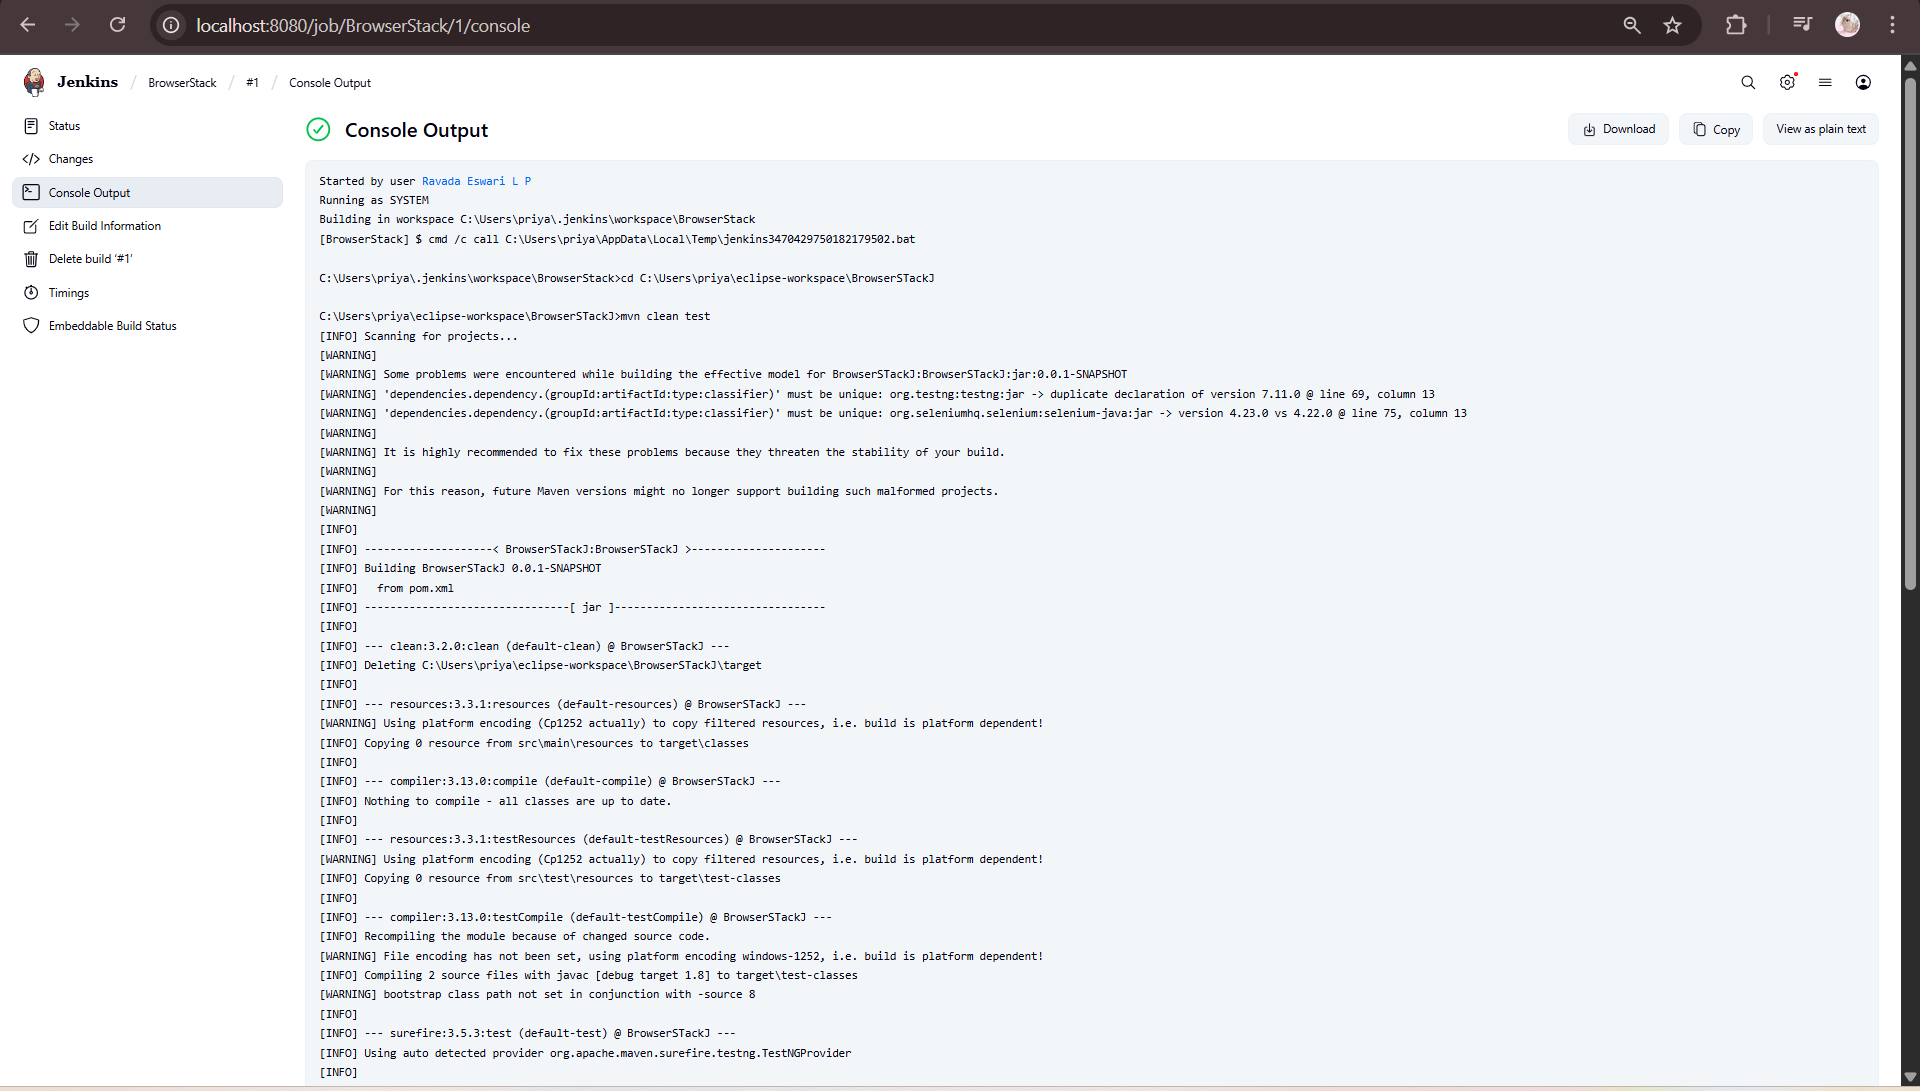 localhost:8080/job/BrowserStack/1/console
Jenkins / BrowserStack / #1 / Console Output
Status
Changes
Console Output
Edit Build Information
Delete build ‘#1’
Timings
Embeddable Build Status
Console Output
Download
Copy
View as plain text
Started by user Ravada Eswari L P
Running as SYSTEM
Building in workspace C:\Users\priya\.jenkins\workspace\BrowserStack
[BrowserStack] $ cmd /c call C:\Users\priya\AppData\Local\Temp\jenkins3470429750182179502.bat
C:\Users\priya\.jenkins\workspace\BrowserStack>cd C:\Users\priya\eclipse-workspace\BrowserSTackJ
C:\Users\priya\eclipse-workspace\BrowserSTackJ>mvn clean test
[INFO] Scanning for projects...
[WARNING]
[WARNING] Some problems were encountered while building the effective model for BrowserSTackJ:BrowserSTackJ:jar:0.0.1-SNAPSHOT
[WARNING] 'dependencies.dependency.(groupId:artifactId:type:classifier)' must be unique: org.testng:testng:jar -> duplicate declaration of version 7.11.0 @ line 69, column 13
[WARNING] 'dependencies.dependency.(groupId:artifactId:type:classifier)' must be unique: org.seleniumhq.selenium:selenium-java:jar -> version 4.23.0 vs 4.22.0 @ line 75, column 13
[WARNING]
[WARNING] It is highly recommended to fix these problems because they threaten the stability of your build.
[WARNING]
[WARNING] For this reason, future Maven versions might no longer support building such malformed projects.
[WARNING]
[INFO]
[INFO] --------------------< BrowserSTackJ:BrowserSTackJ >---------------------
[INFO] Building BrowserSTackJ 0.0.1-SNAPSHOT
[INFO]   from pom.xml
[INFO] --------------------------------[ jar ]---------------------------------
[INFO]
[INFO] --- clean:3.2.0:clean (default-clean) @ BrowserSTackJ ---
[INFO] Deleting C:\Users\priya\eclipse-workspace\BrowserSTackJ\target
[INFO]
[INFO] --- resources:3.3.1:resources (default-resources) @ BrowserSTackJ ---
[WARNING] Using platform encoding (Cp1252 actually) to copy filtered resources, i.e. build is platform dependent!
[INFO] Copying 0 resource from src\main\resources to target\classes
[INFO]
[INFO] --- compiler:3.13.0:compile (default-compile) @ BrowserSTackJ ---
[INFO] Nothing to compile - all classes are up to date.
[INFO]
[INFO] --- resources:3.3.1:testResources (default-testResources) @ BrowserSTackJ ---
[WARNING] Using platform encoding (Cp1252 actually) to copy filtered resources, i.e. build is platform dependent!
[INFO] Copying 0 resource from src\test\resources to target\test-classes
[INFO]
[INFO] --- compiler:3.13.0:testCompile (default-testCompile) @ BrowserSTackJ ---
[INFO] Recompiling the module because of changed source code.
[WARNING] File encoding has not been set, using platform encoding windows-1252, i.e. build is platform dependent!
[INFO] Compiling 2 source files with javac [debug target 1.8] to target\test-classes
[WARNING] bootstrap class path not set in conjunction with -source 8
[INFO]
[INFO] --- surefire:3.5.3:test (default-test) @ BrowserSTackJ ---
[INFO] Using auto detected provider org.apache.maven.surefire.testng.TestNGProvider
[INFO]